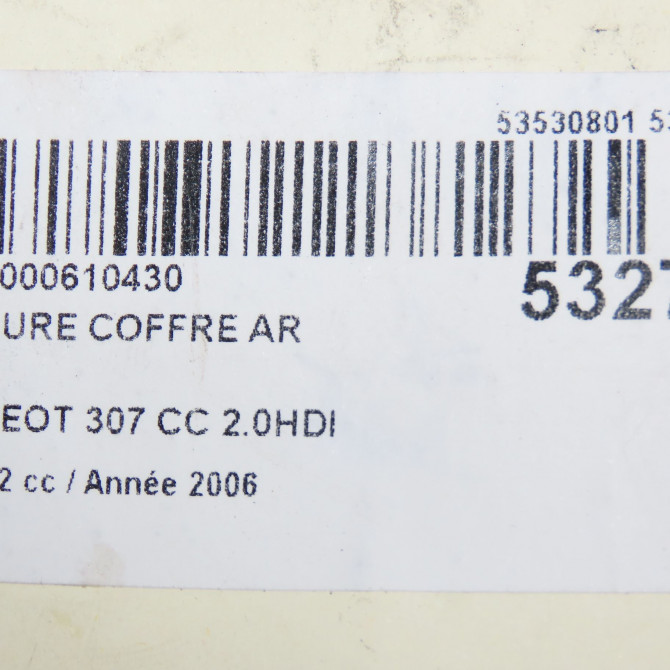 53530801 53
000610430
5327
URE COFFRE AR
EOT 307 CC 2.0HDI
2 cc / Année 2006